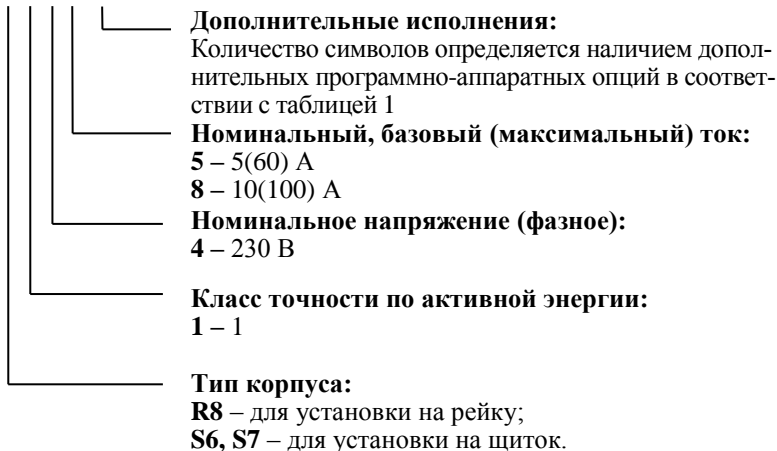 Дополнительные исполнения:
Количество символов определяется наличием допол-
нительных программно-аппаратных опций в соответ-
ствии с таблицей 1
Номинальный, базовый (максимальный) ток:
5 – 5(60) А
8 – 10(100) А
Номинальное напряжение (фазное):
4 – 230 В
Класс точности по активной энергии:
1 – 1
Тип корпуса:
R8 – для установки на рейку;
S6, S7 – для установки на щиток.